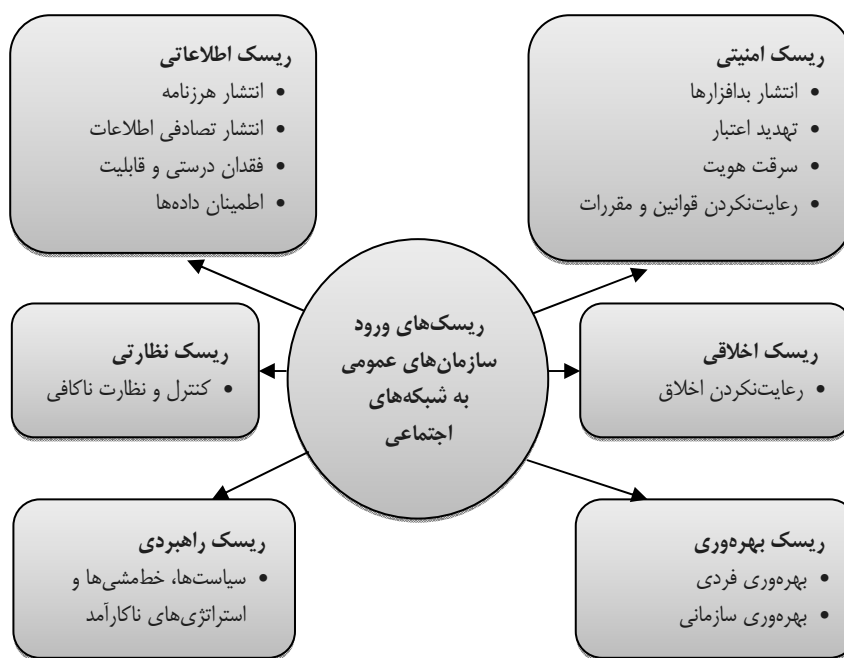 ریسک امنیتی
• انتشار بدافزارها
• تهدید اعتبار
• سرقت هویت
• رعایت‌نکردن قوانین و مقررات
ریسک اطلاعاتی
• انتشار هرزنامه
• انتشار تصادفی اطلاعات
• فقدان درستی و قابلیت
• اطمینان داده‌ها
ریسک‌های ورود
سازمان‌های عمومی
به شبکه‌های
اجتماعی
ریسک اخلاقی
• رعایت‌نکردن اخلاق
ریسک نظارتی
• کنترل و نظارت ناکافی
ریسک بهره‌وری
• بهره‌وری فردی
• بهره‌وری سازمانی
ریسک راهبردی
• سیاست‌ها، خط‌مشی‌ها و
استراتژی‌های ناکارآمد